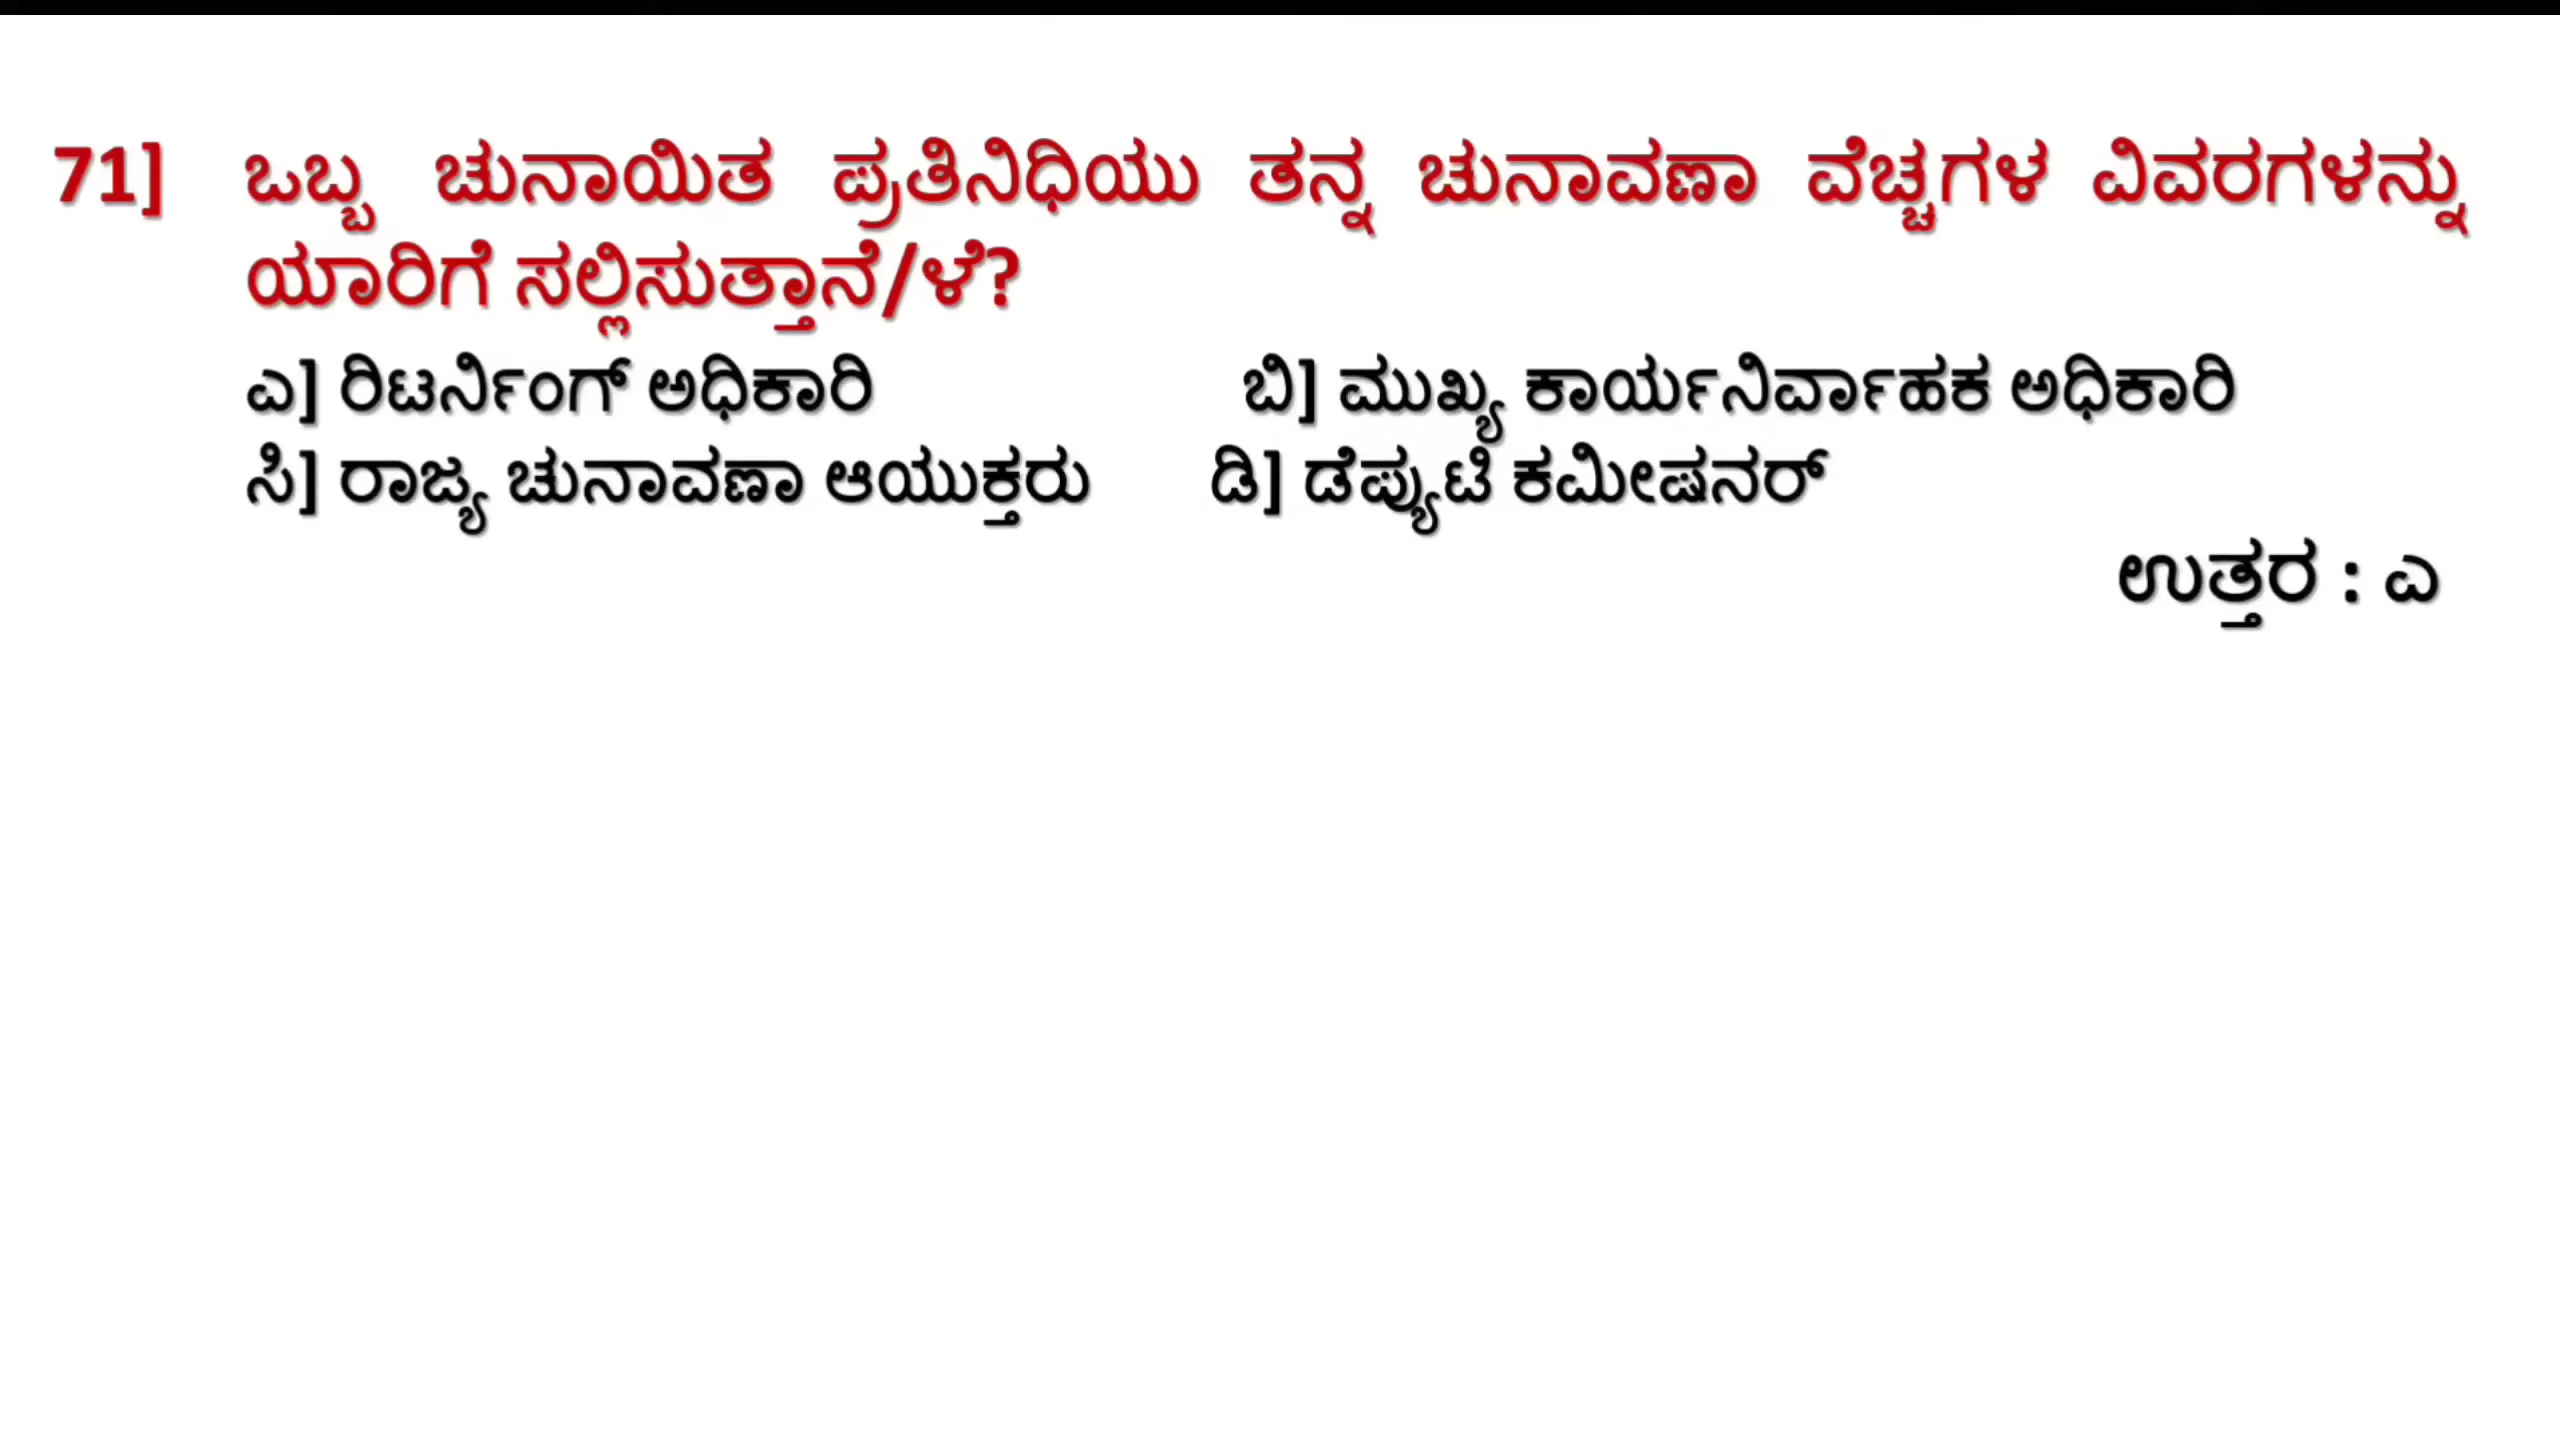 71] ಒಬ್ಬ ಚುನಾಯಿತ ಪ್ರತಿನಿಧಿಯು ತನ್ನ ಚುನಾವಣಾ ವೆಚ್ಚಗಳ ವಿವರಗಳನ್ನು
ಯಾರಿಗೆ ಸಲ್ಲಿಸುತ್ತಾನೆ/ಳೆ?
ಎ] ರಿಟರ್ನಿಂಗ್ ಅಧಿಕಾರಿ ಬಿ] ಮುಖ್ಯ ಕಾರ್ಯನಿರ್ವಾಹಕ ಅಧಿಕಾರಿ
ಸಿ] ರಾಜ್ಯ ಚುನಾವಣಾ ಆಯುಕ್ತರು ಡಿ] ಡೆಪ್ಯುಟಿ ಕಮೀಷನರ್
ಉತ್ತರ : ಎ